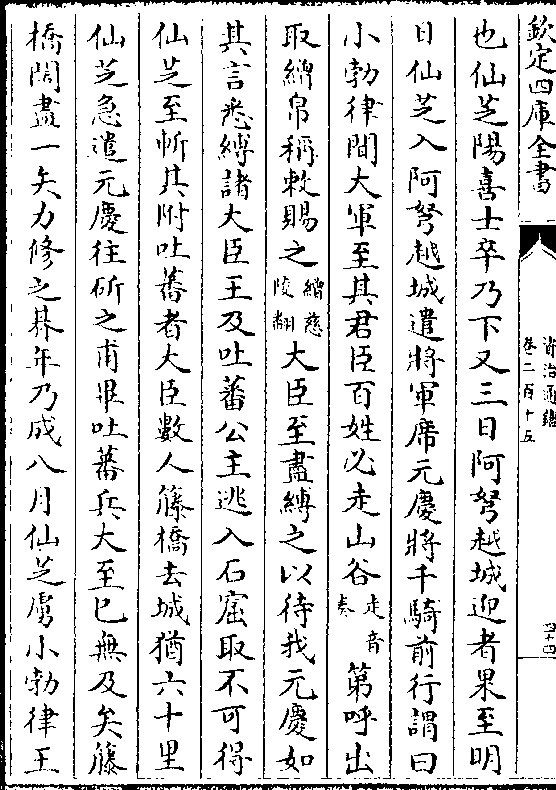 欽定四庫全書
資治通鑑
卷二百十五
四十四
也仙芝陽喜士卒乃下又三日阿弩越城迎者果至明
日仙芝入阿弩越城遣將軍席元慶將千騎前行謂曰
小勃律聞大軍至其君臣百姓必走山谷走音奏第呼出
取繒帛稱敕賜之繒慈陵翻大臣至盡縛之以待我元慶如
其言悉縛諸大臣王及吐蕃公主逃入石窟取不可得
仙芝至斬其附吐蕃者大臣數人藤橋去城猶六十里
仙芝急遣元慶往斫之甫畢吐蕃兵大至已無及矣藤
橋闊盡一矢力修之朞年乃成八月仙芝虜小勃律王